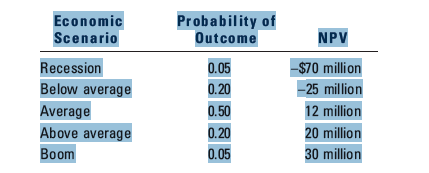 Economic Probability of
Scenario Outcome NPV
Recession 0.05 –$70 million
Below average 0.20 –25 million
Average 0.50 12 million
Above average 0.20 20 million
Boom 0.05 30 million